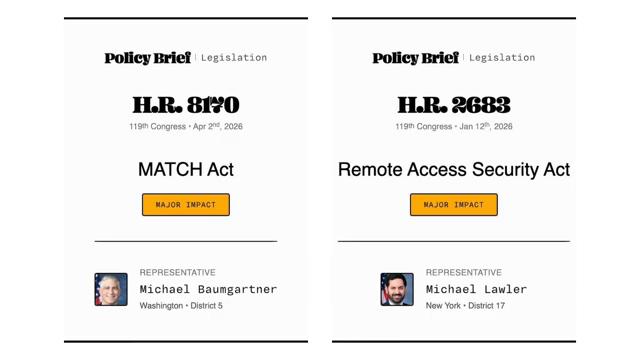 Policy Brief | Legislation
H.R. 8170
119th Congress • Apr 2nd, 2026
MATCH Act
MAJOR IMPACT
REPRESENTATIVE
Michael Baumgartner
Washington • District 5
Policy Brief | Legislation
H.R. 2683
119th Congress • Jan 12th, 2026
Remote Access Security Act
MAJOR IMPACT
REPRESENTATIVE
Michael Lawler
New York • District 17